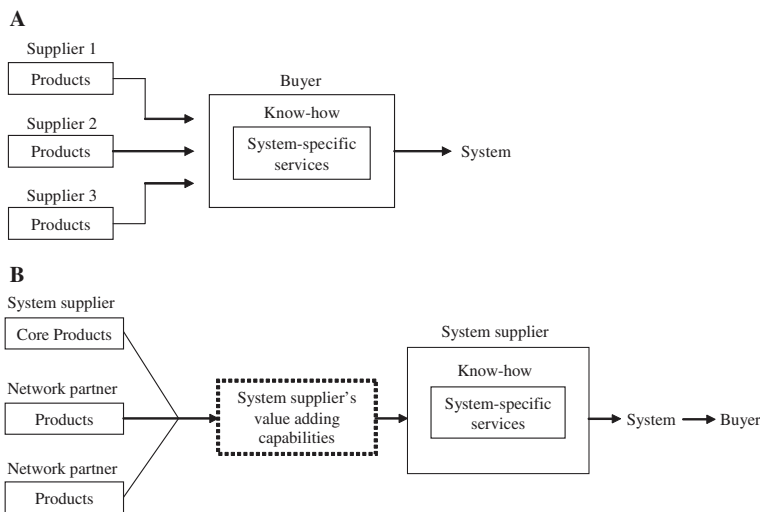 A
Supplier 1
Products
Supplier 2
Products
Supplier 3
Products
Buyer
Know-how
System-specific
services
System
B
System supplier
Core Products
Network partner
Products
Network partner
Products
System supplier’s
value adding
capabilities
System supplier
Know-how
System-specific
services
System
Buyer